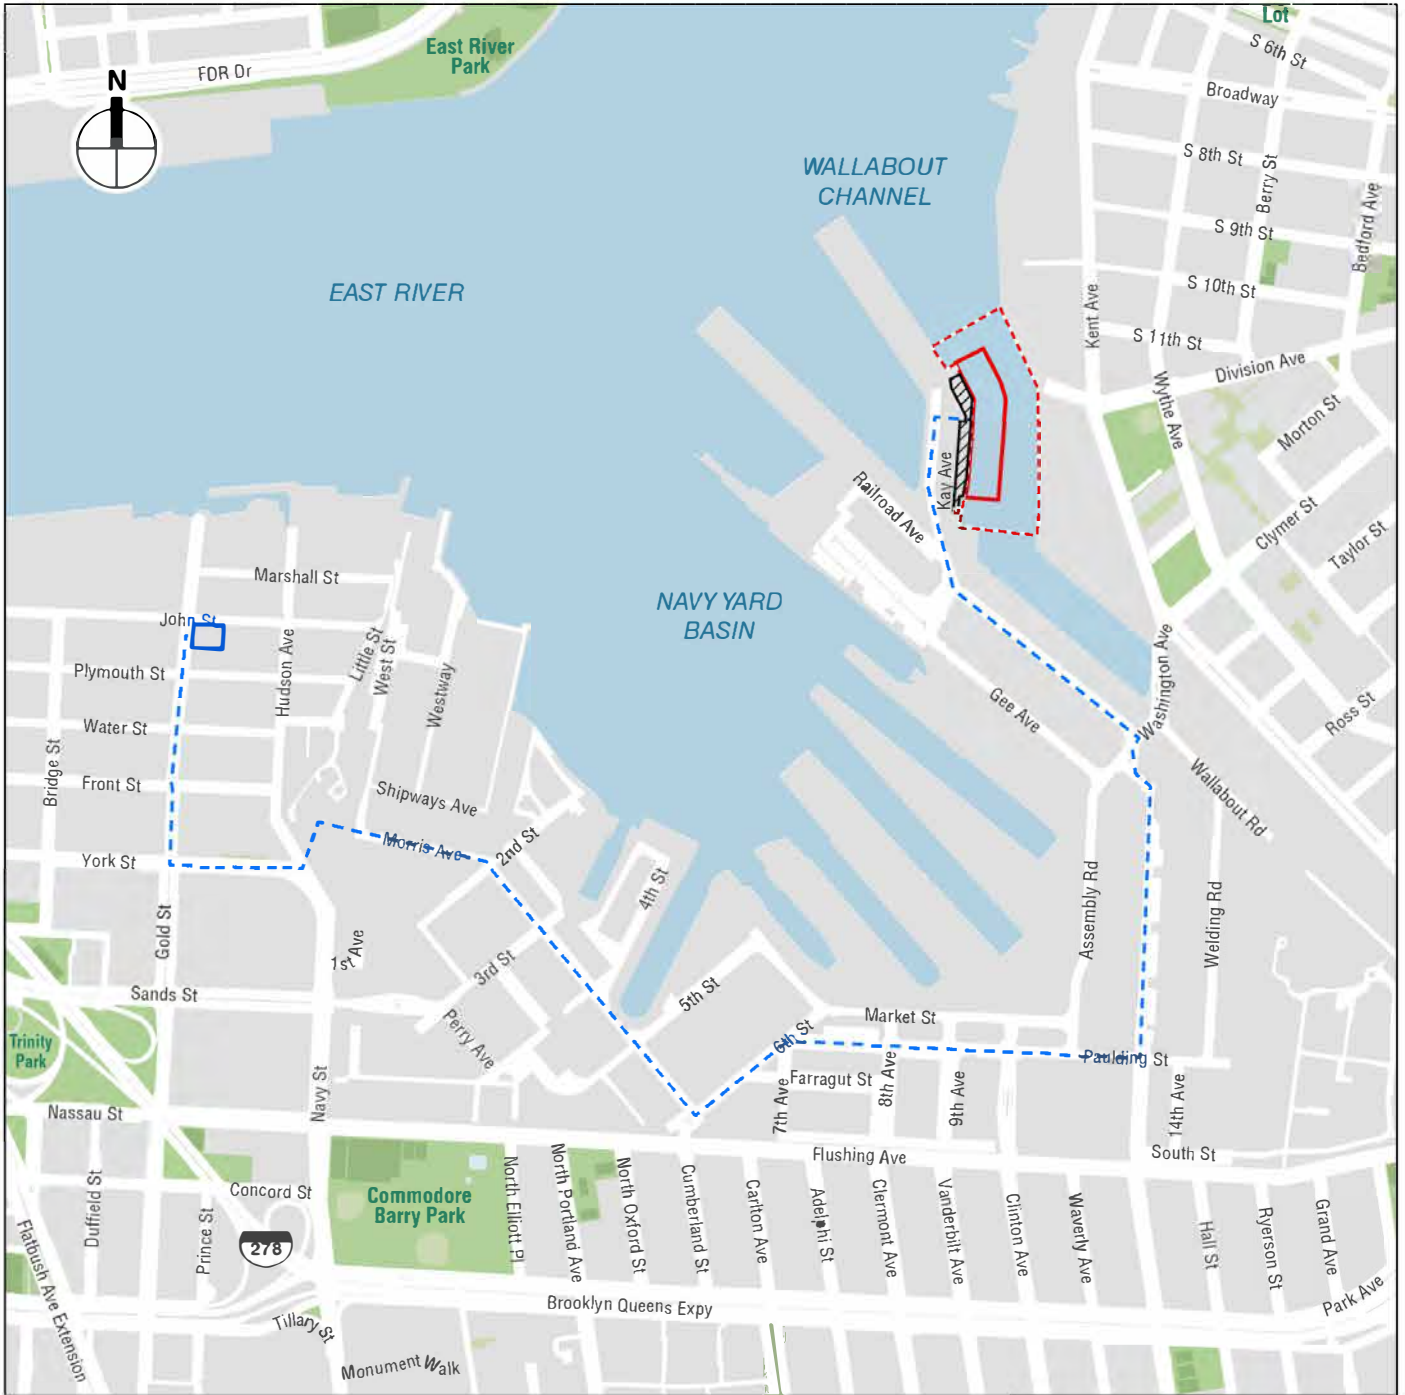 Lot
East River
Park
FDR Dr
N
S 6th St
Broadway
S 8th St
Berry St
Bedford Ave
WALLABOUT
CHANNEL
S 9th St
EAST RIVER
S 10th St
Kent Ave
S 11th St
Division Ave
Wythe Ave
Morton St
Kay Ave
Railroad Ave
Clymer St
Taylor St
Marshall St
NAVY YARD
BASIN
John St
Hudson Ave
Little St
West St
Westway
Plymouth St
Water St
Bridge St
Front St
Gee Ave
Washington Ave
Ross St
Shipways Ave
Wallabout Rd
Morris Ave
2nd St
York St
4th St
Assembly Rd
Welding Rd
Gold St
1st Ave
3rd St
Sands St
5th St
Market St
Trinity
Park
Perry Ave
6th St
Paulding St
Navy St
Farragut St
7th Ave
8th Ave
9th Ave
14th Ave
Nassau St
Flushing Ave
South St
Duffield St
Concord St
Prince St
Commodore
Barry Park
North Elliott Pl
North Portland Ave
North Oxford St
Cumberland St
Carlton Ave
Adelphi St
Clermont Ave
Vanderbilt Ave
Clinton Ave
Waverly Ave
Hall St
Ryerson St
Grand Ave
Flatbush Ave Extension
278
Brooklyn Queens Expy
Park Ave
Tillary St
Monument Walk